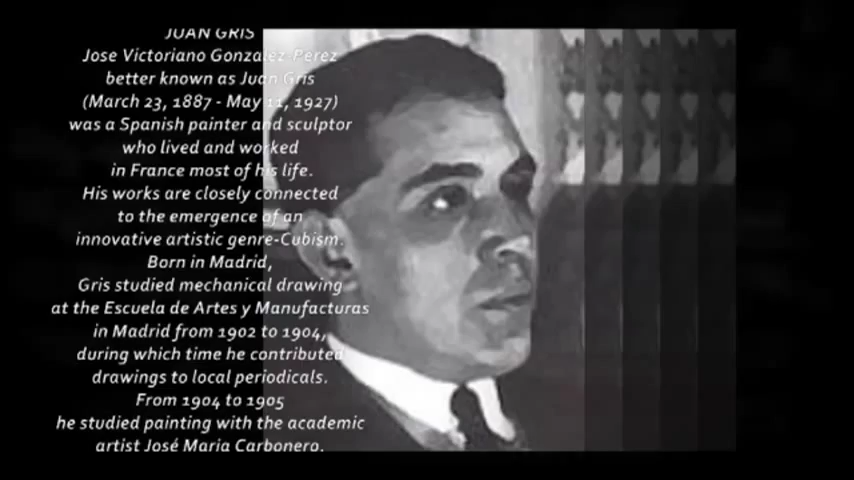 JUAN GRIS
Jose Victoriano Gonzalez-Perez
better known as Juan Gris
(March 23, 1887 - May 11, 1927)
was a Spanish painter and sculptor
who lived and worked
in France most of his life.
His works are closely connected
to the emergence of an
innovative artistic genre-Cubism.
Born in Madrid,
Gris studied mechanical drawing
at the Escuela de Artes y Manufacturas
in Madrid from 1902 to 1904,
during which time he contributed
drawings to local periodicals.
From 1904 to 1905
he studied painting with the academic
artist José Maria Carbonero.